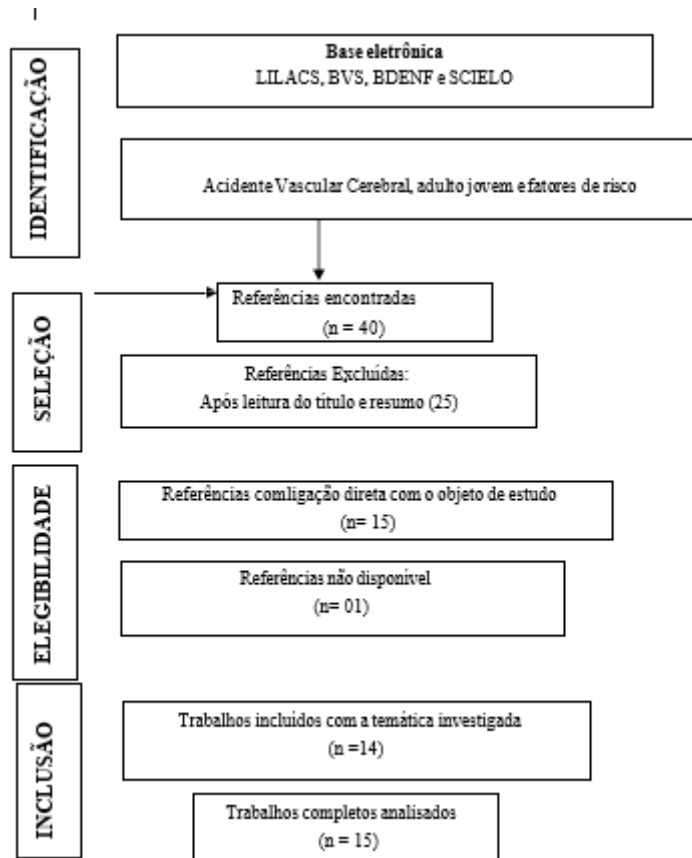 IDENTIFICAÇÃO
Base eletrônica
LILACS, BVS, BDENF e SCIELO
Acidente Vascular Cerebral, adulto jovem e fatores de risco
SELEÇÃO
Referências encontradas
(n = 40)
Referências Excluídas:
Após leitura do título e resumo (25)
ELEGIBILIDADE
Referências comligação direta com o objeto de estudo
(n= 15)
Referências não disponível
(n= 01)
INCLUSÃO
Trabalhos incluídos com a temática investigada
(n =14)
Trabalhos completos analisados
(n = 15)